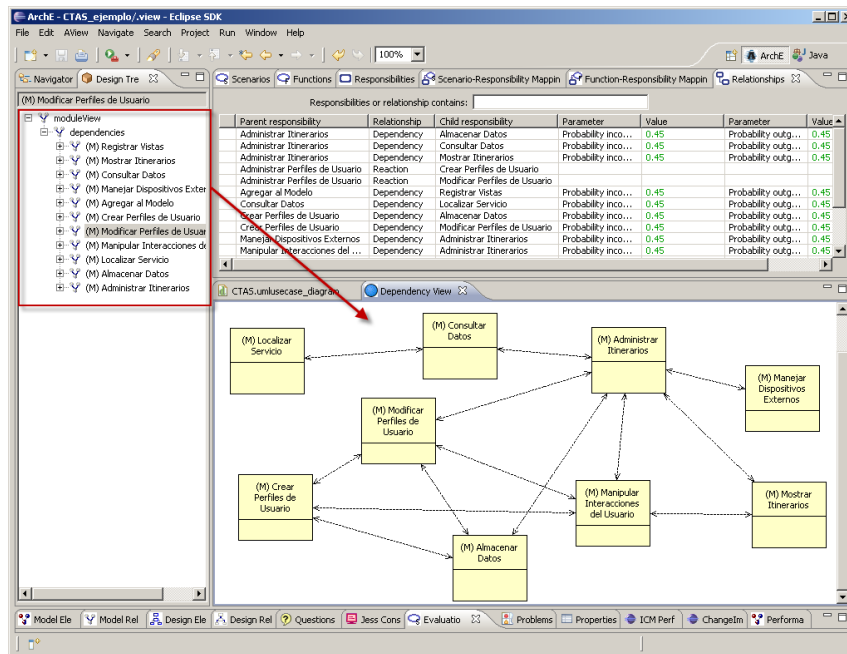 ArchE - CTAS_ejemplo/.view - Eclipse SDK
File Edit AView Navigate Search Project Run Window Help
100%
ArchE Java
Navigator Design Tre
Scenarios Functions Responsibilities Scenario-Responsibility Mappin Function-Responsibility Mappin Relationships
(M) Modificar Perfiles de Usuario
Responsibilities or relationship contains:
moduleView
dependencies
(M) Registrar Vistas
(M) Mostrar Itinerarios
(M) Consultar Datos
(M) Manejar Dispositivos Exter
(M) Agregar al Modelo
(M) Crear Perfiles de Usuario
(M) Modificar Perfiles de Usuar
(M) Manipular Interacciones de
(M) Localizar Servicio
(M) Almacenar Datos
(M) Administrar Itinerarios
Parent responsibility Relationship Child responsibility Parameter Value Parameter Value
Administrar Itinerarios Dependency Almacenar Datos Probability inco... 0.45 Probability outg... 0.45
Administrar Itinerarios Dependency Consultar Datos Probability inco... 0.45 Probability outg... 0.45
Administrar Itinerarios Dependency Mostrar Itinerarios Probability inco... 0.45 Probability outg... 0.45
Administrar Perfiles de Usuario Reaction Crear Perfiles de Usuario
Administrar Perfiles de Usuario Reaction Modificar Perfiles de Usuario
Agregar al Modelo Dependency Registrar Vistas Probability inco... 0.45 Probability outg... 0.45
Consultar Datos Dependency Localizar Servicio Probability inco... 0.45 Probability outg... 0.45
Crear Perfiles de Usuario Dependency Almacenar Datos Probability inco... 0.45 Probability outg... 0.45
Crear Perfiles de Usuario Dependency Modificar Perfiles de Usuario Probability inco... 0.45 Probability outg... 0.45
Manejar Dispositivos Externos Dependency Administrar Itinerarios Probability inco... 0.45 Probability outg... 0.45
Manipular Interacciones del ... Dependency Administrar Itinerarios Probability inco... 0.45 Probability outg... 0.45
CTAS.umlusecase_diagram Dependency View
(M) Localizar
Servicio
(M) Consultar
Datos
(M) Administrar
Itinerarios
(M) Manejar
Dispositivos
Externos
(M) Modificar
Perfiles de
Usuario
(M) Crear
Perfiles de
Usuario
(M) Manipular
Interacciones
del Usuario
(M) Mostrar
Itinerarios
(M) Almacenar
Datos
Model Ele Model Rel Design Ele Design Rel Questions Jess Cons Evaluatio Problems Properties ICM Perf ChangeIm Performa